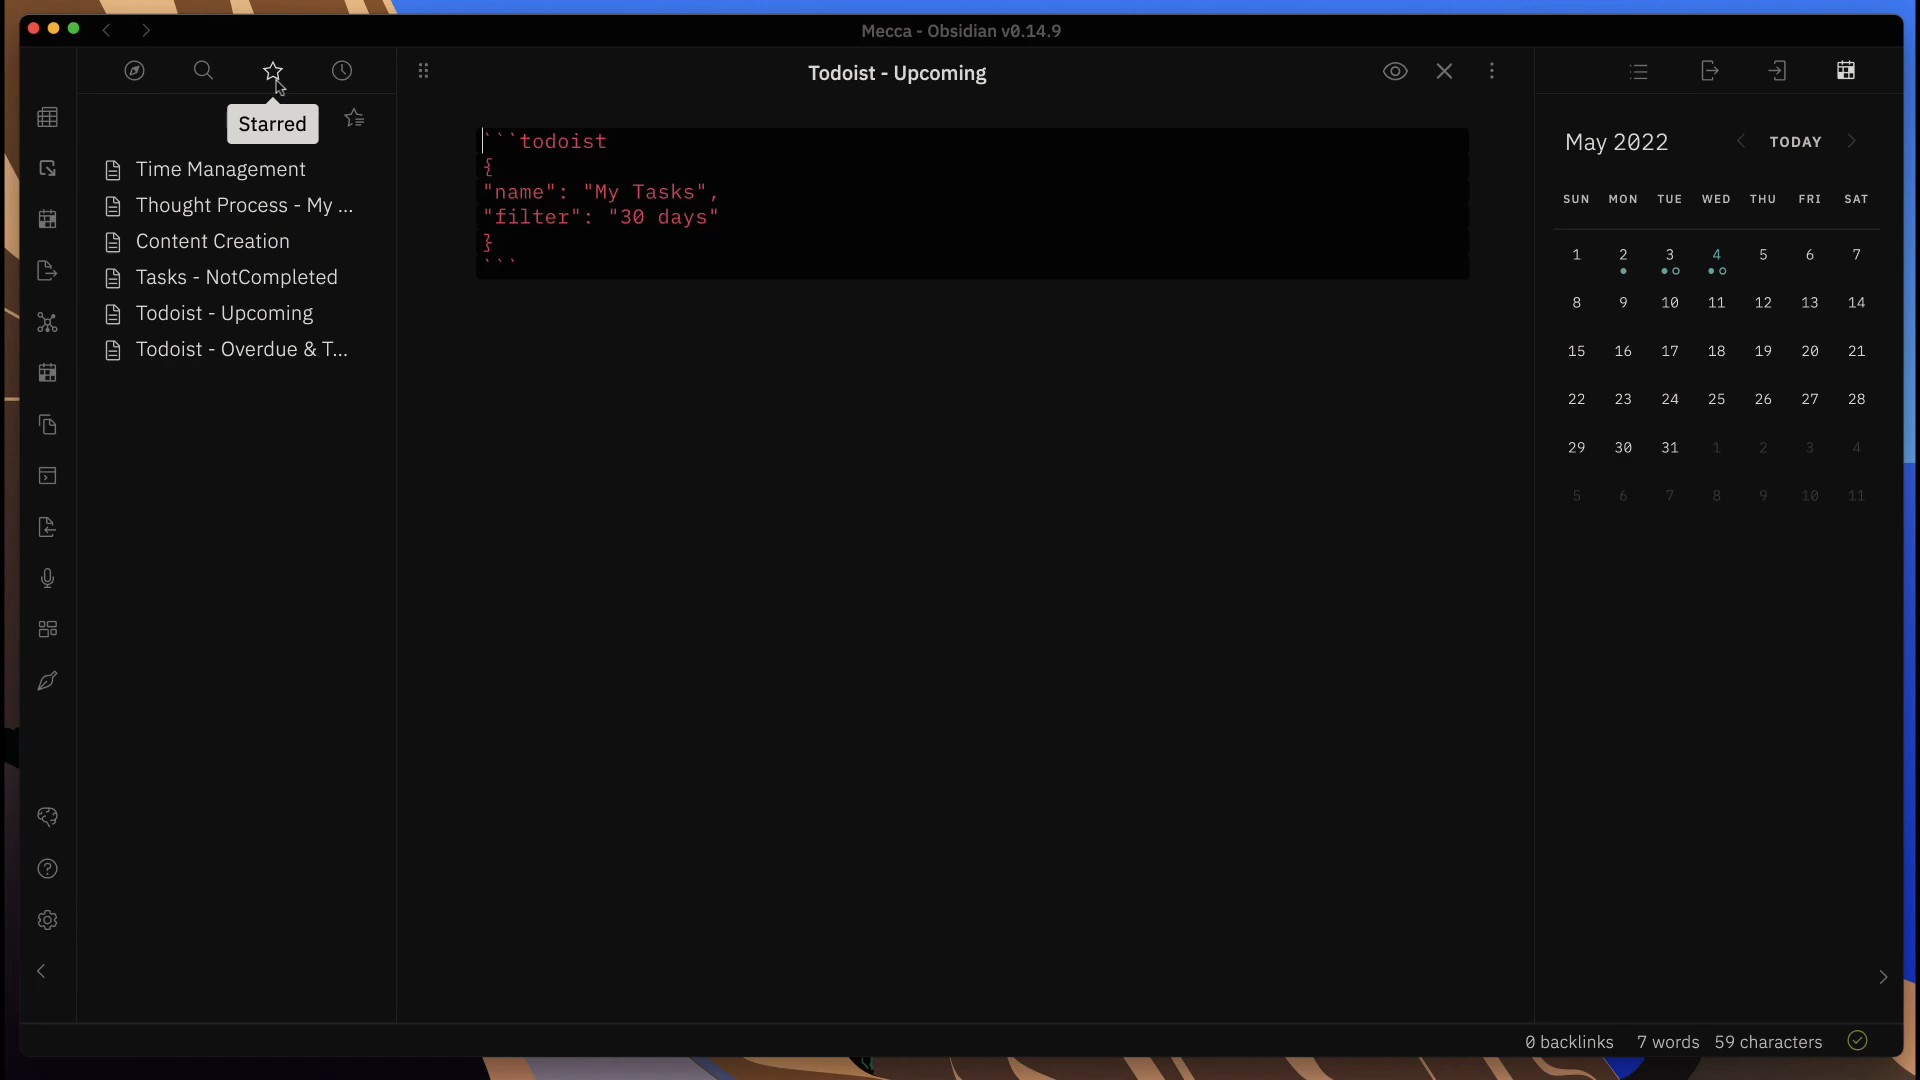 Mecca - Obsidian v0.14.9
Starred
Time Management
Thought Process - My ...
Content Creation
Tasks - NotCompleted
Todoist - Upcoming
Todoist - Overdue & T...
Todoist - Upcoming
```todoist
{
"name": "My Tasks",
"filter": "30 days"
}
```
May 2022
TODAY
SUN MON TUE WED THU FRI SAT
1 2 3 4 5 6 7
8 9 10 11 12 13 14
15 16 17 18 19 20 21
22 23 24 25 26 27 28
29 30 31 1 2 3 4
5 6 7 8 9 10 11
0 backlinks 7 words 59 characters